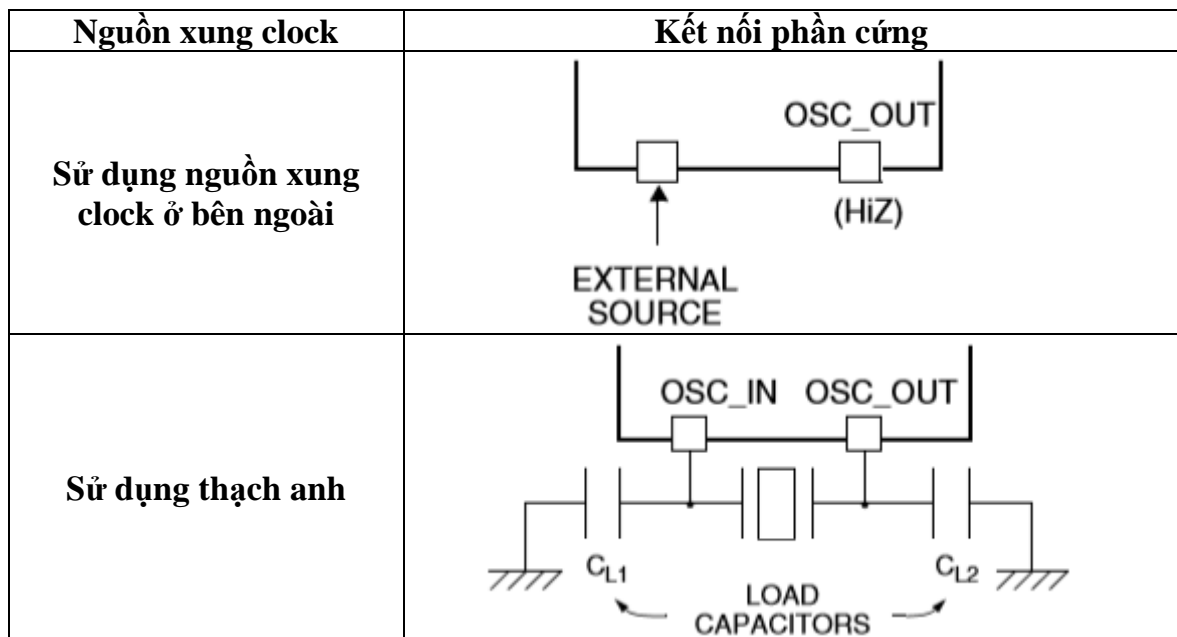 Nguồn xung clock
Kết nối phần cứng
Sử dụng nguồn xung
clock ở bên ngoài
OSC_OUT
(HiZ)
EXTERNAL
SOURCE
Sử dụng thạch anh
OSC_IN OSC_OUT
CL1
CL2
LOAD
CAPACITORS